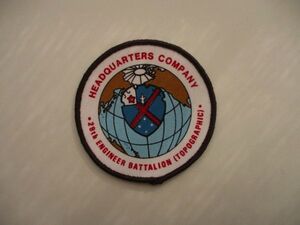 HEADQUARTERS COMPANY
• 29th ENGINEER BATTALION (TOPOGRAPHIC) •